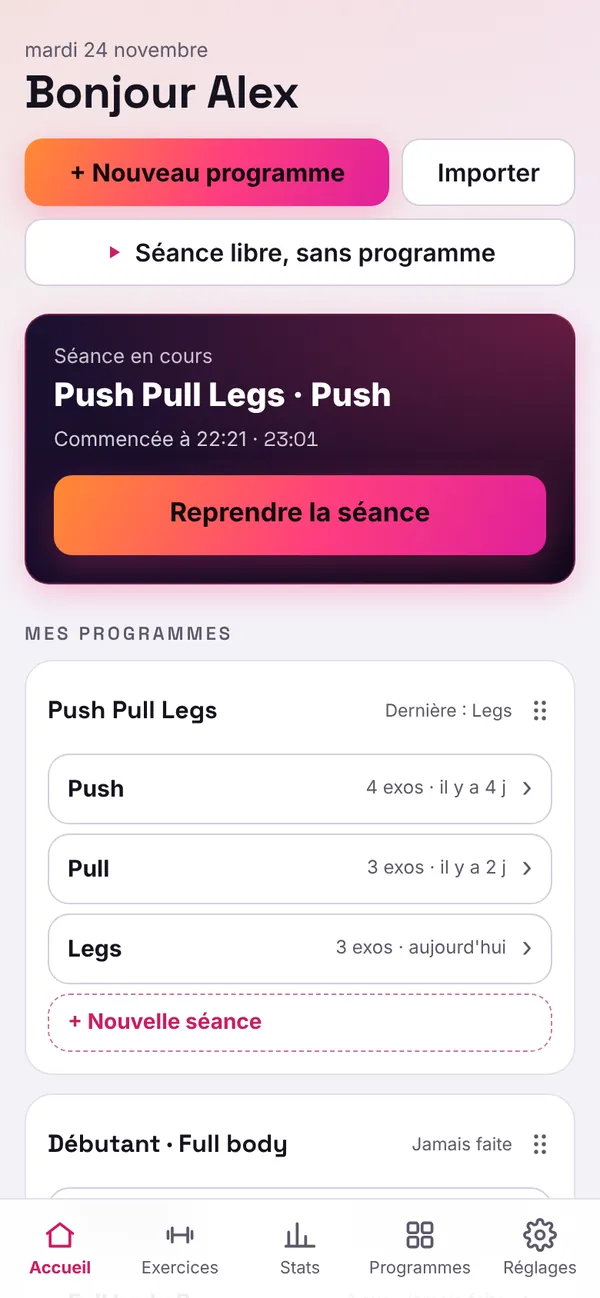 mardi 24 novembre
Bonjour Alex
+ Nouveau programme
Importer
Séance libre, sans programme
Séance en cours
Push Pull Legs · Push
Commencée à 22:21 · 23:01
Reprendre la séance
MES PROGRAMMES
Push Pull Legs
Dernière : Legs
Push
4 exos · il y a 4 j
Pull
3 exos · il y a 2 j
Legs
3 exos · aujourd'hui
+ Nouvelle séance
Débutant · Full body
Jamais faite
Accueil
Exercices
Stats
Programmes
Réglages